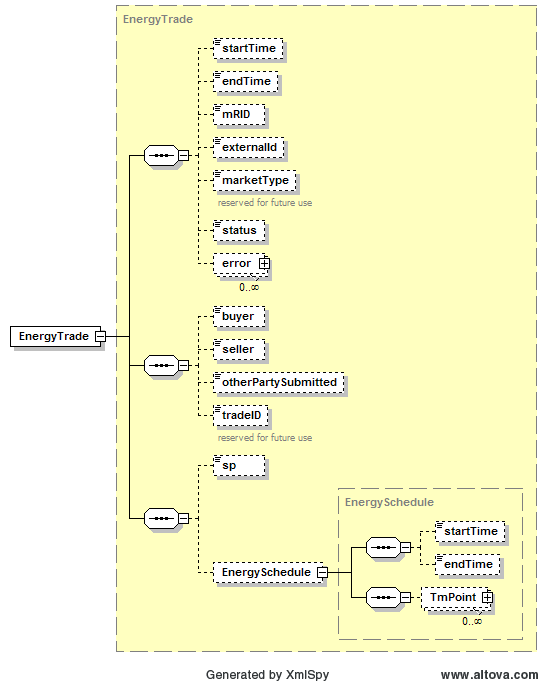 EnergyTrade
startTime
endTime
mRID
externalId
marketType
reserved for future use
status
error
0..∞
EnergyTrade
buyer
seller
otherPartySubmitted
tradeID
reserved for future use
sp
EnergySchedule
EnergySchedule
startTime
endTime
TmPoint
0..∞
Generated by XmlSpy www.altova.com